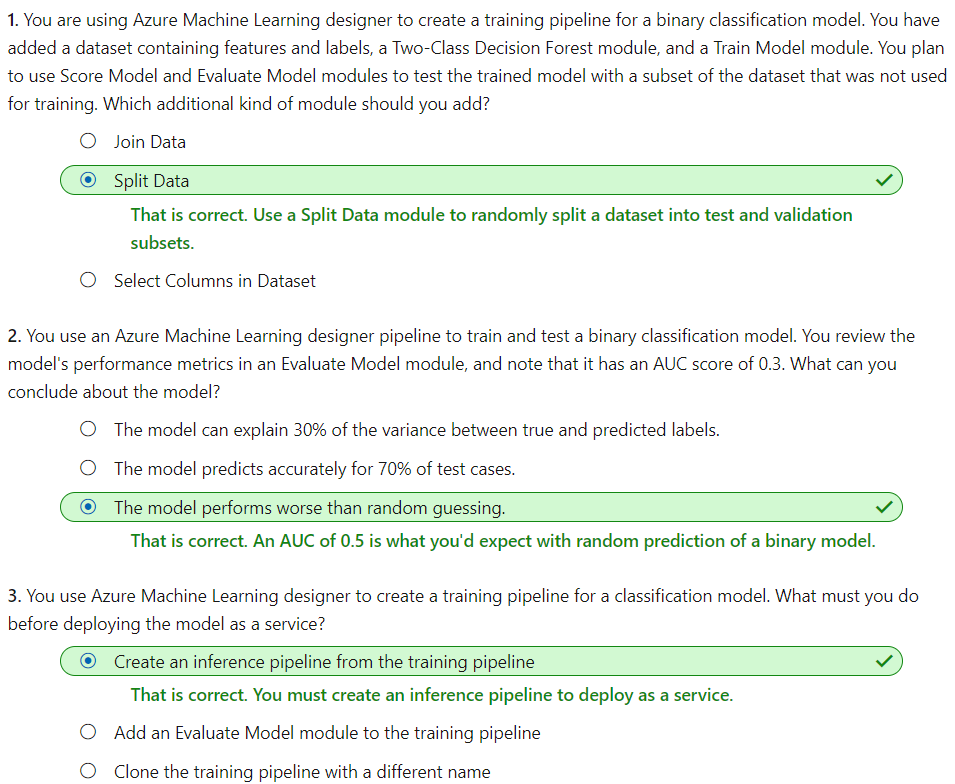 1. You are using Azure Machine Learning designer to create a training pipeline for a binary classification model. You have
added a dataset containing features and labels, a Two-Class Decision Forest module, and a Train Model module. You plan
to use Score Model and Evaluate Model modules to test the trained model with a subset of the dataset that was not used
for training. Which additional kind of module should you add?
Join Data
Split Data
That is correct. Use a Split Data module to randomly split a dataset into test and validation
subsets.
Select Columns in Dataset
2. You use an Azure Machine Learning designer pipeline to train and test a binary classification model. You review the
model's performance metrics in an Evaluate Model module, and note that it has an AUC score of 0.3. What can you
conclude about the model?
The model can explain 30% of the variance between true and predicted labels.
The model predicts accurately for 70% of test cases.
The model performs worse than random guessing.
That is correct. An AUC of 0.5 is what you'd expect with random prediction of a binary model.
3. You use Azure Machine Learning designer to create a training pipeline for a classification model. What must you do
before deploying the model as a service?
Create an inference pipeline from the training pipeline
That is correct. You must create an inference pipeline to deploy as a service.
Add an Evaluate Model module to the training pipeline
Clone the training pipeline with a different name